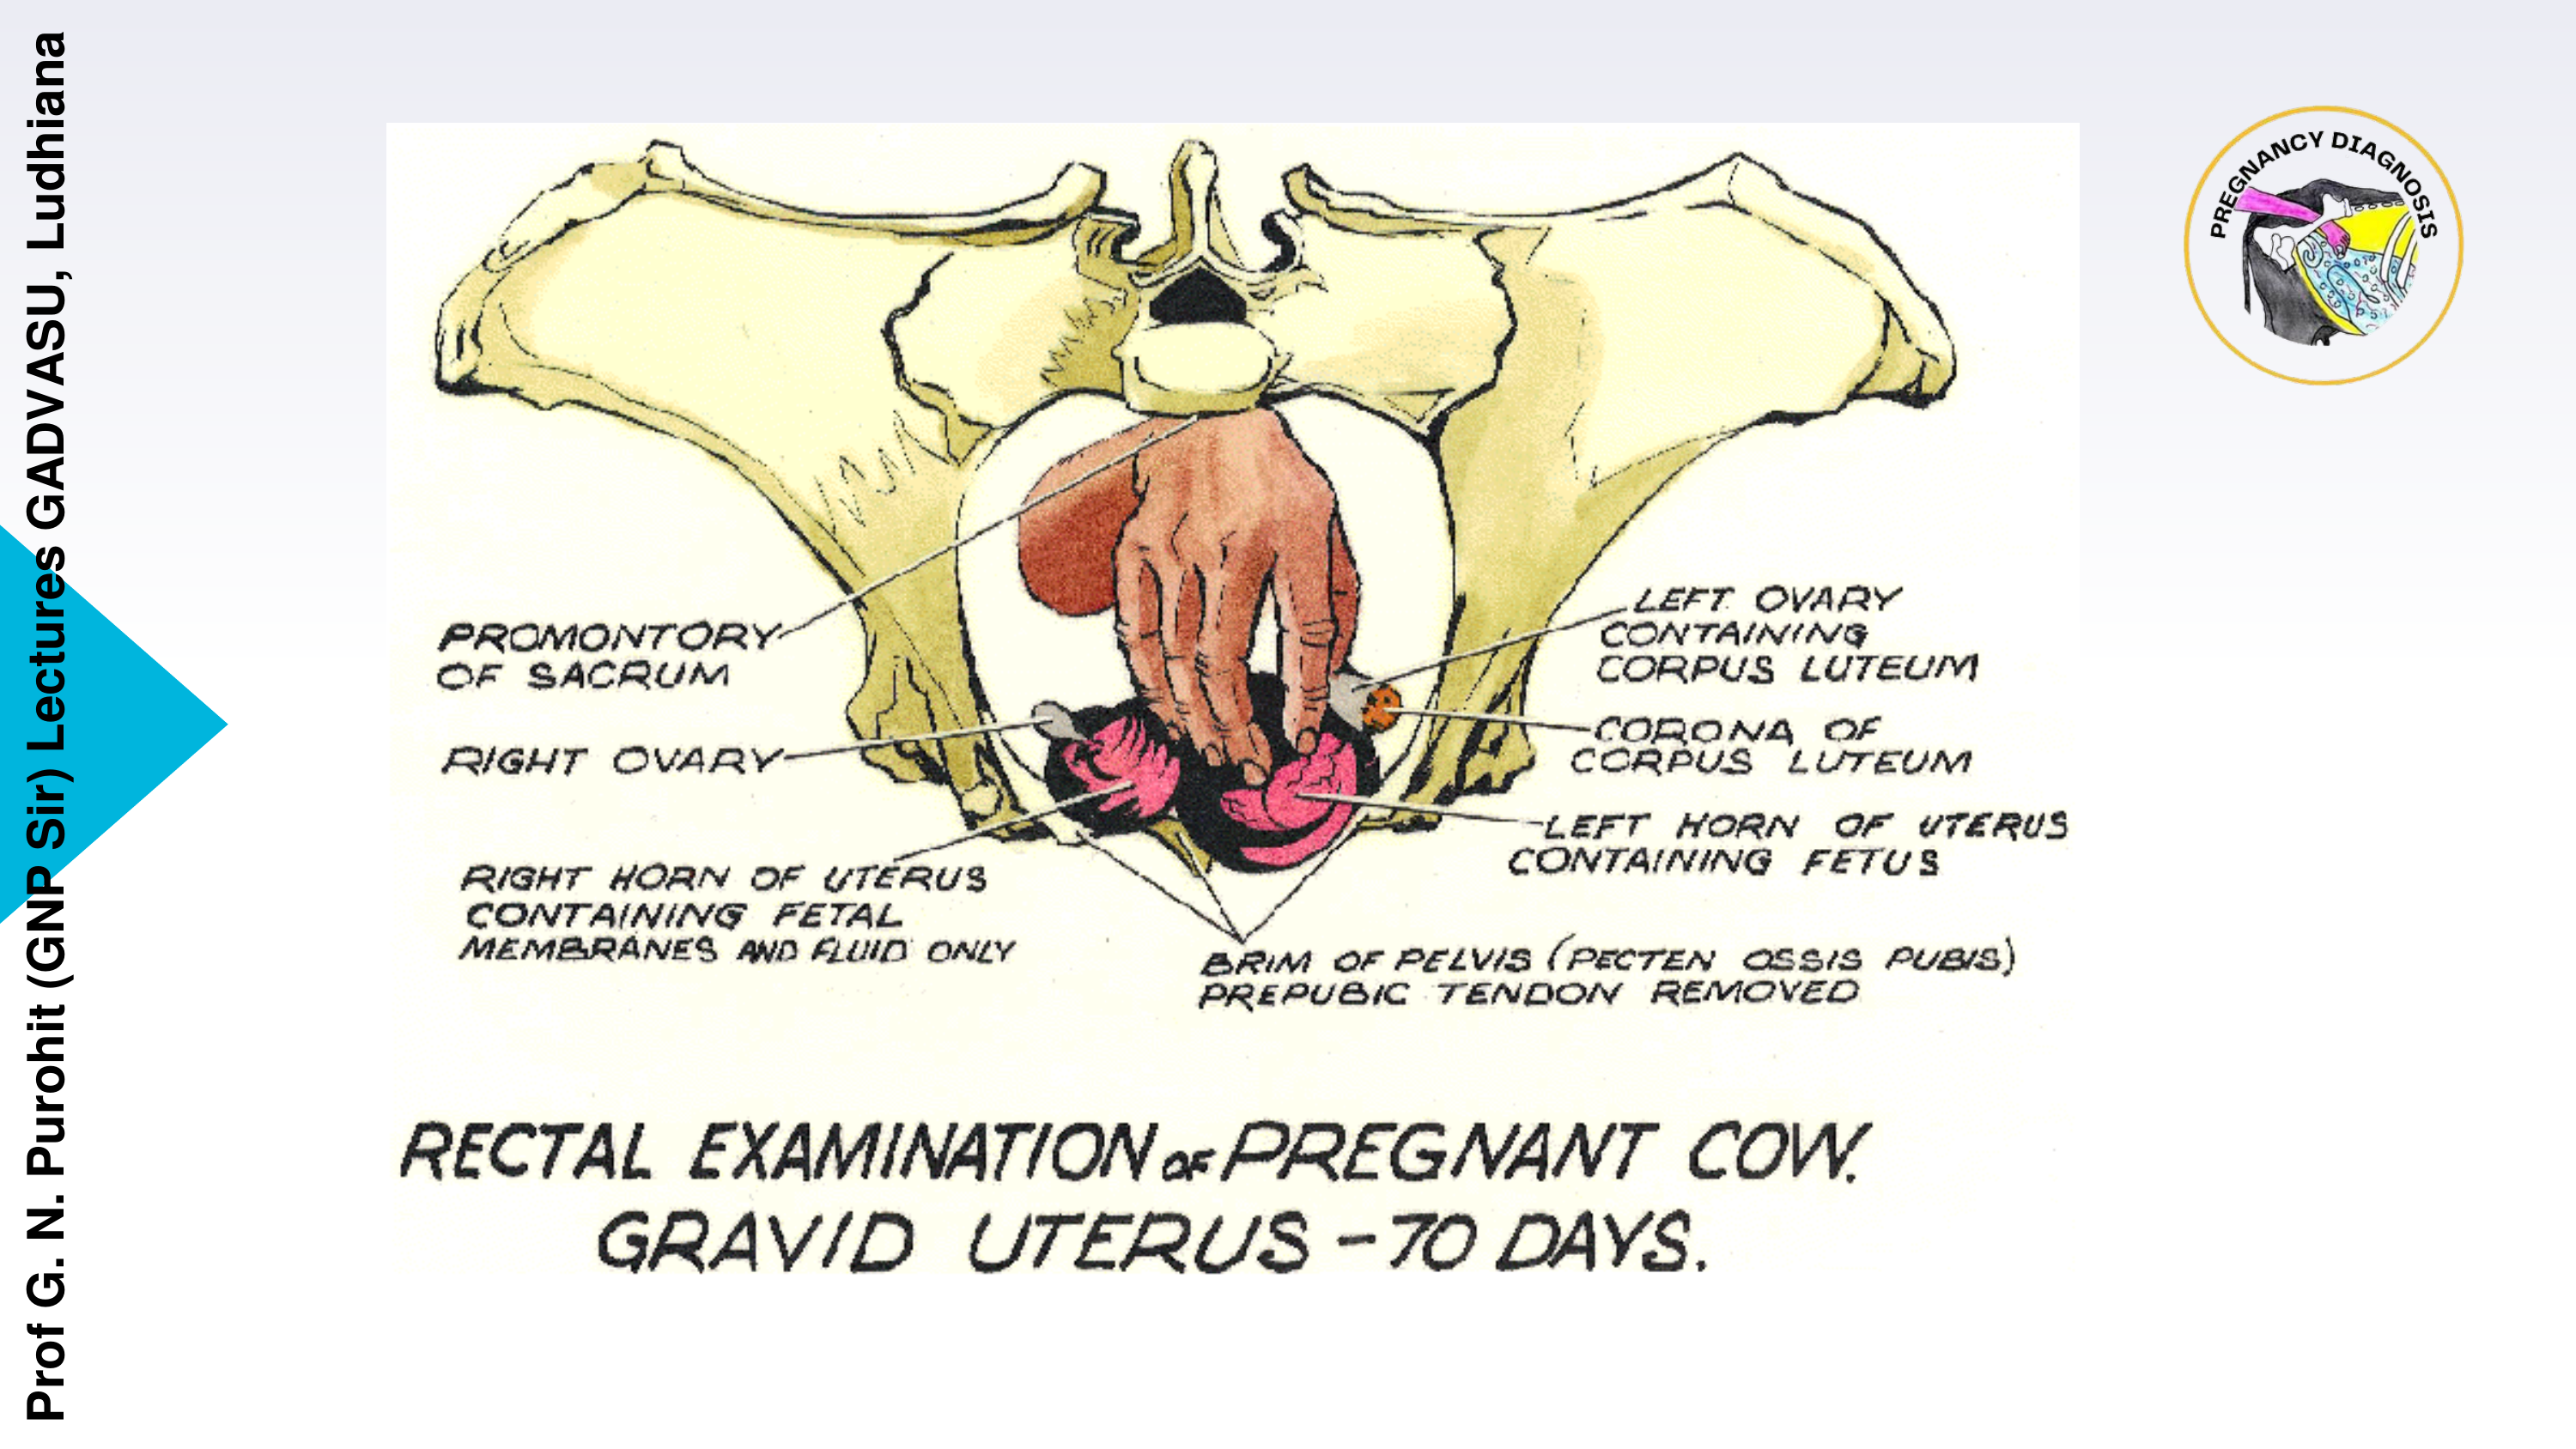 Prof G. N. Purohit (GNP Sir) Lectures GADVASU, Ludhiana
PREGNANCY DIAGNOSIS
PROMONTORY
OF SACRUM
RIGHT OVARY
RIGHT HORN OF UTERUS
CONTAINING FETAL
MEMBRANES AND FLUID ONLY
LEFT OVARY
CONTAINING
CORPUS LUTEUM
CORONA OF
CORPUS LUTEUM
LEFT HORN OF UTERUS
CONTAINING FETUS
BRIM OF PELVIS (PECTEN OSSIS PUBIS)
PREPUBIC TENDON REMOVED
RECTAL EXAMINATION OF PREGNANT COW.
GRAVID UTERUS - 70 DAYS.